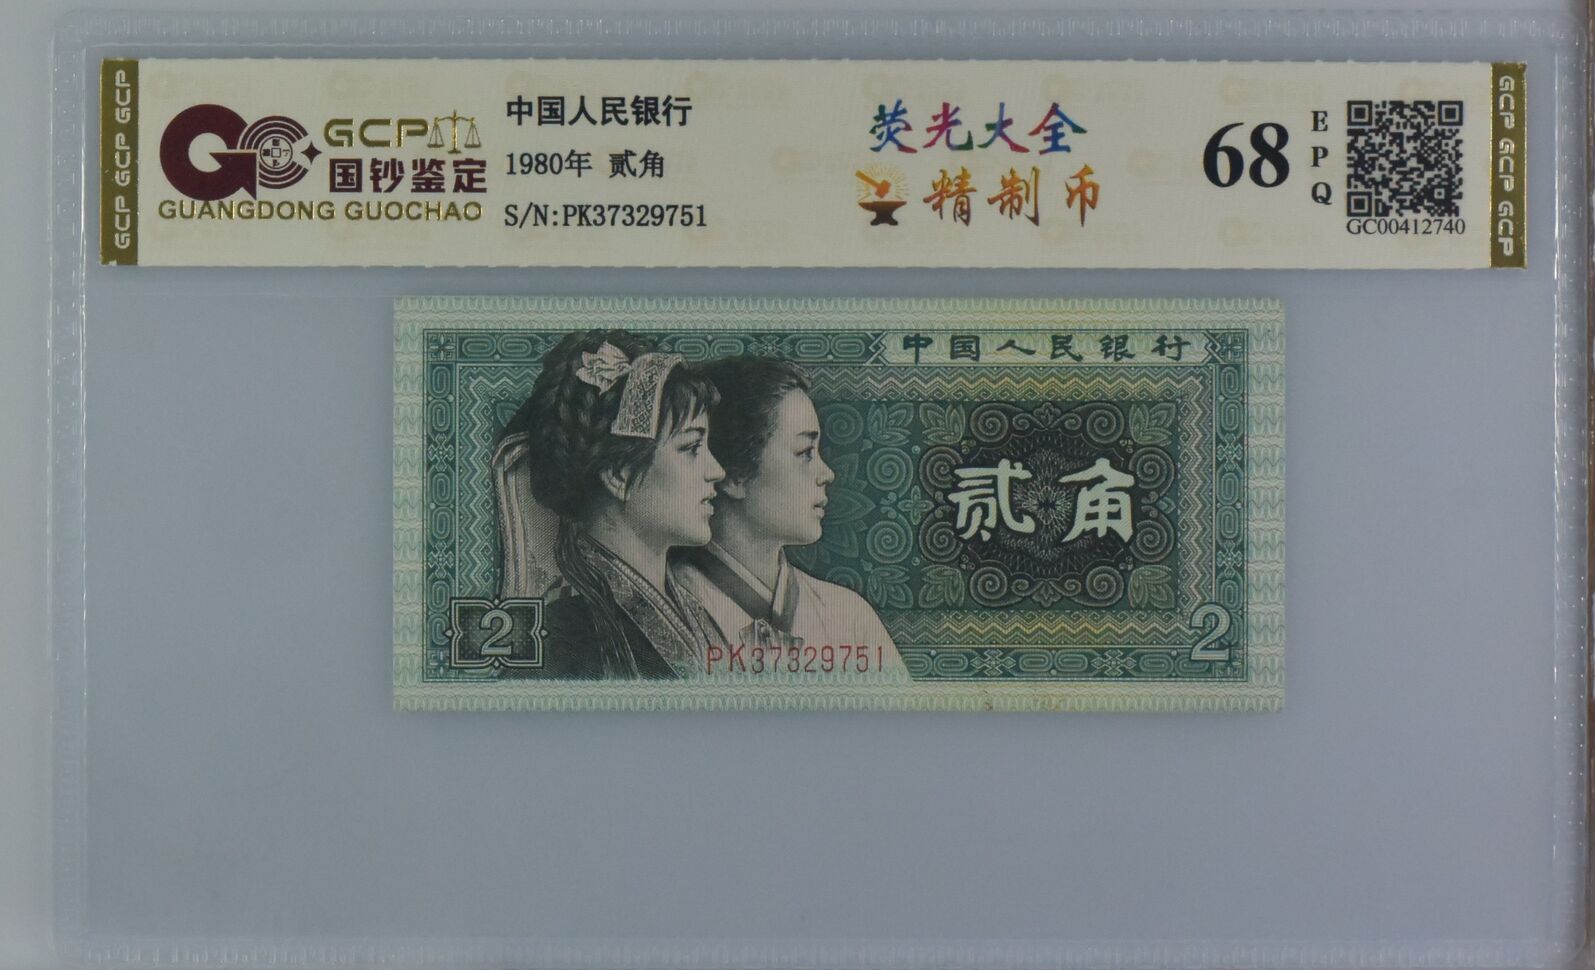 GCP GCP GCP
GCP
国钞鉴定
GUANGDONG GUOCHAO
中国人民银行
1980年 贰角
S/N:PK37329751
荧光大全
精制币
68
EPQ
GC00412740
GCP GCP GCP
中国人民银行
贰角
2
2
PK37329751